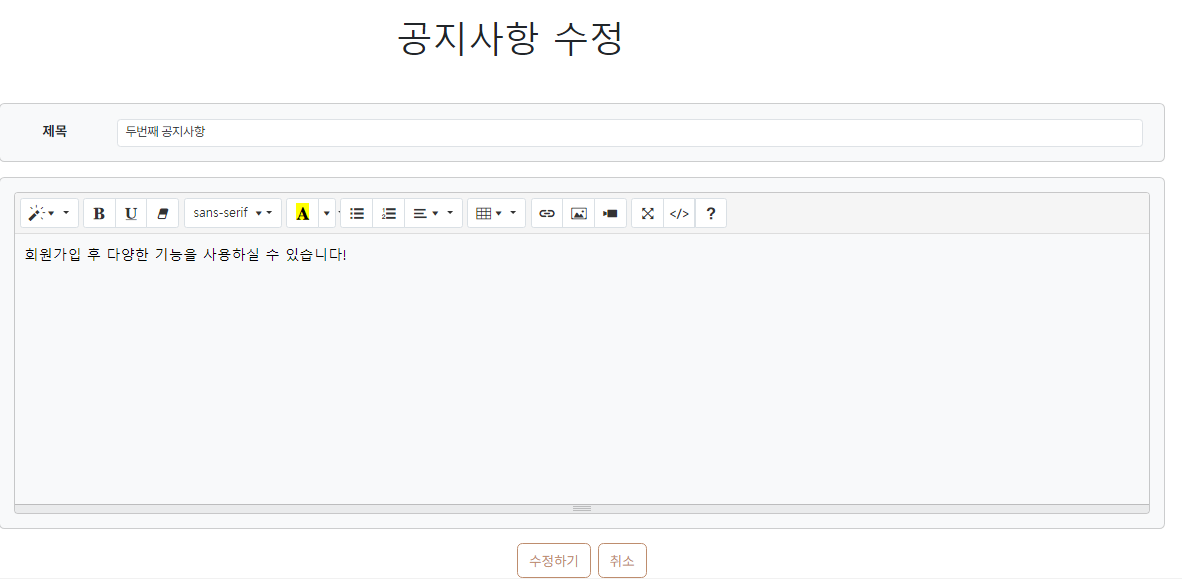 공지사항 수정
제목
두번째 공지사항
B U sans-serif A </> ?
회원가입 후 다양한 기능을 사용하실 수 있습니다!
수정하기 취소